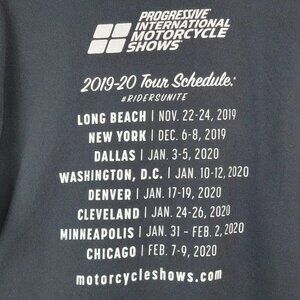 PROGRESSIVE®
INTERNATIONAL
MOTORCYCLE
SHOWS
2019-20 Tour Schedule:
#RIDERSUNITE
LONG BEACH | NOV. 22-24, 2019
NEW YORK | DEC. 6-8, 2019
DALLAS | JAN. 3-5, 2020
WASHINGTON, D.C. | JAN. 10-12, 2020
DENVER | JAN. 17-19, 2020
CLEVELAND | JAN. 24-26, 2020
MINNEAPOLIS | JAN. 31 – FEB. 2, 2020
CHICAGO | FEB. 7-9, 2020
motorcycleshows.com